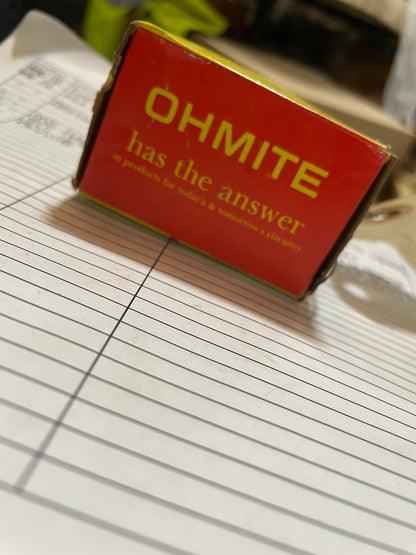 OHMITE
has the answer
in products for today's & tomorrow's circuitry